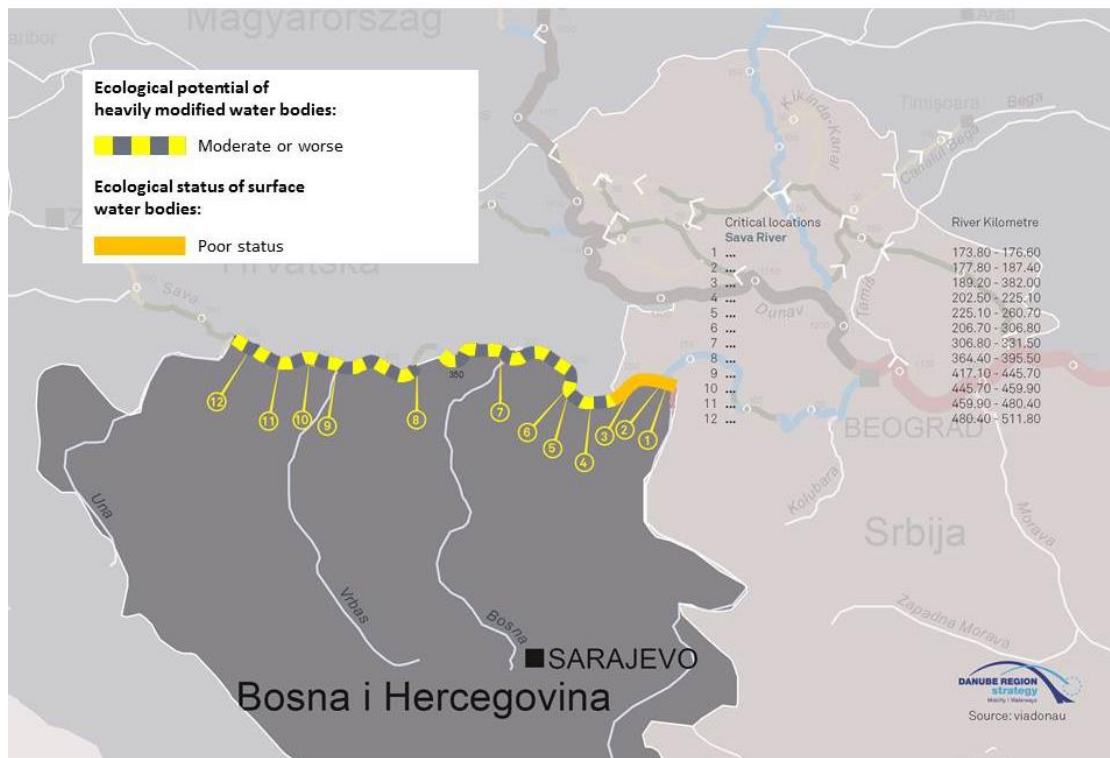 Magyarország
Arad
aribor
Kikinda-Kanal
Timișoara
Bega
Canalul Bega
Ecological potential of
heavily modified water bodies:
Moderate or worse
Ecological status of surface
water bodies:
Poor status
Hrvatska
Sava
Dunav
Tamiš
Critical locations River Kilometre
Sava River
1 ... 173.80 - 176.60
2 ... 177.80 - 187.40
3 ... 189.20 - 382.00
4 ... 202.50 - 225.10
5 ... 225.10 - 260.70
6 ... 206.70 - 306.80
7 ... 306.80 - 331.50
8 ... 364.40 - 395.50
9 ... 417.10 - 445.70
10 ... 445.70 - 459.90
11 ... 459.90 - 480.40
12 ... 480.40 - 511.80
350
12
11
10
9
8
7
6
5
4
3
2
1
BEOGRAD
Kolubara
Morava
Srbija
Zapadna Morava
Una
Vrbas
Bosna
SARAJEVO
Bosna i Hercegovina
DANUBE REGION
strategy
Source: viadonau